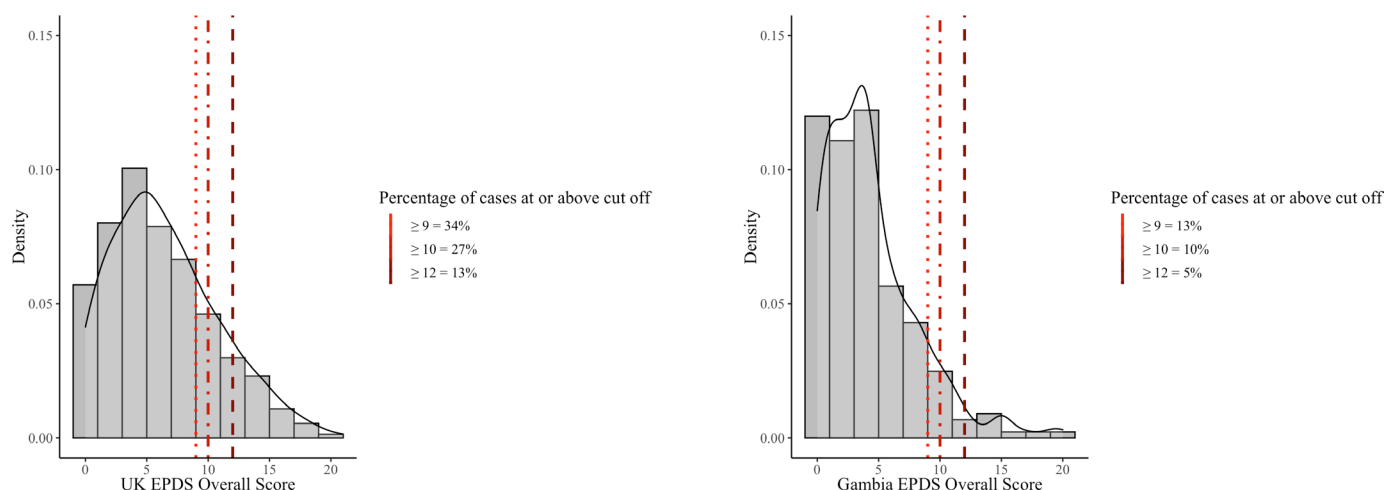 0.15
0.10
0.05
0.00
Density
0 5 10 15 20
UK EPDS Overall Score
Percentage of cases at or above cut off
≥ 9 = 34%
≥ 10 = 27%
≥ 12 = 13%
0.15
0.10
0.05
0.00
Density
0 5 10 15 20
Gambia EPDS Overall Score
Percentage of cases at or above cut off
≥ 9 = 13%
≥ 10 = 10%
≥ 12 = 5%